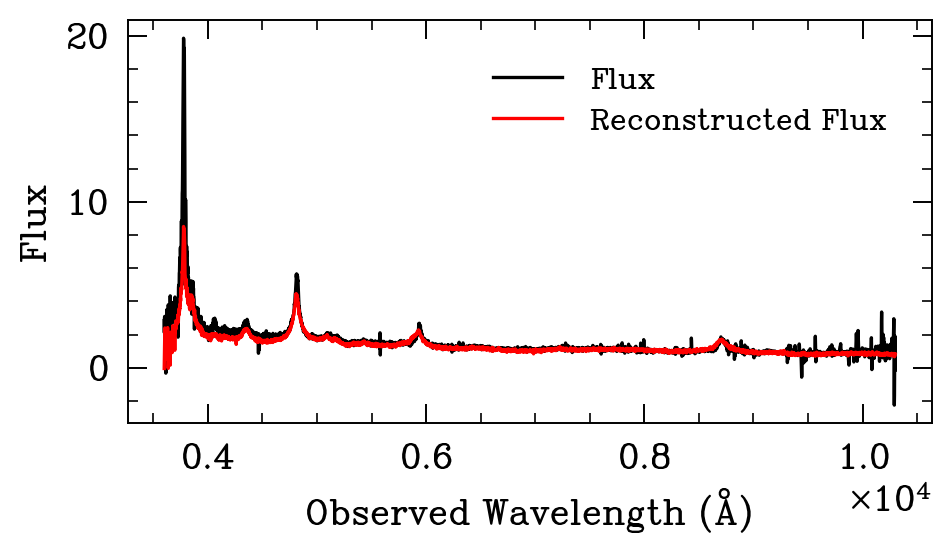 20
10
0
Flux
Flux
Reconstructed Flux
0.4 0.6 0.8 1.0
×10⁴
Observed Wavelength (Å)